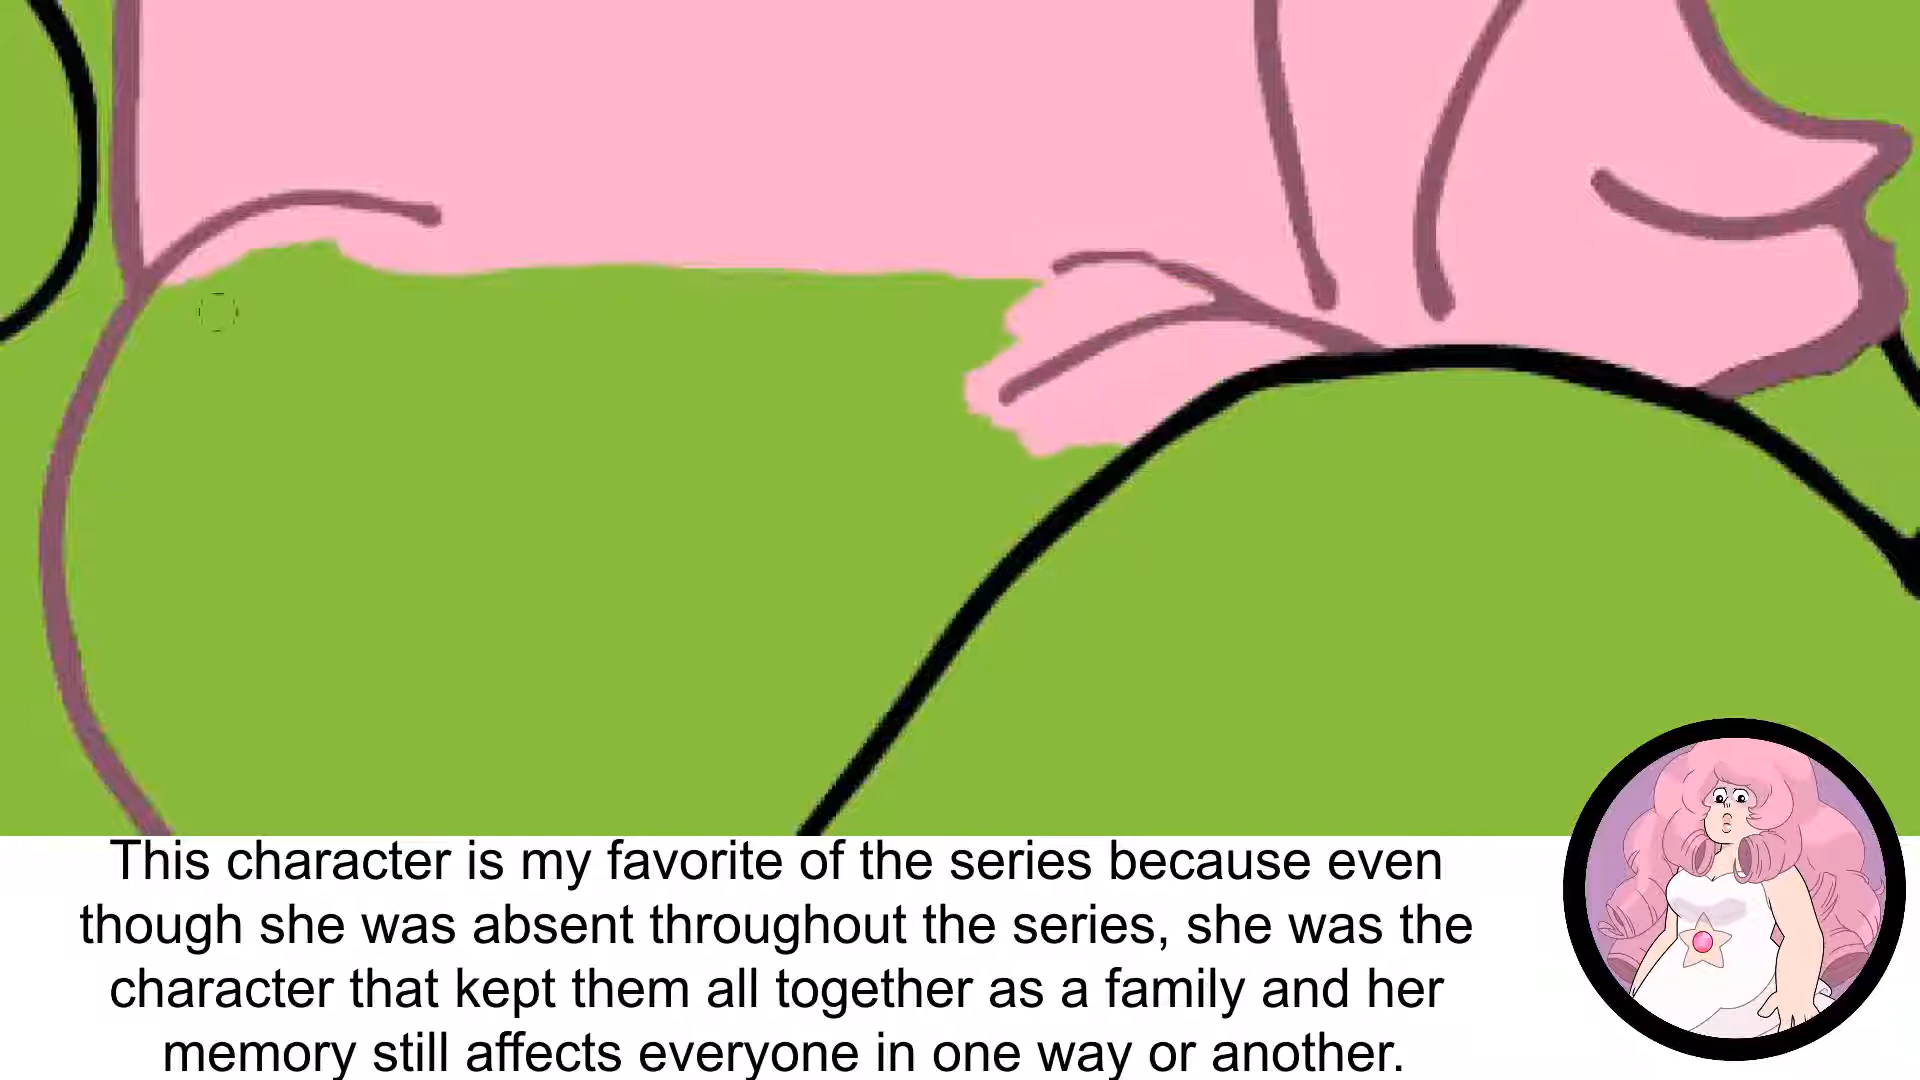 This character is my favorite of the series because even
though she was absent throughout the series, she was the
character that kept them all together as a family and her
memory still affects everyone in one way or another.